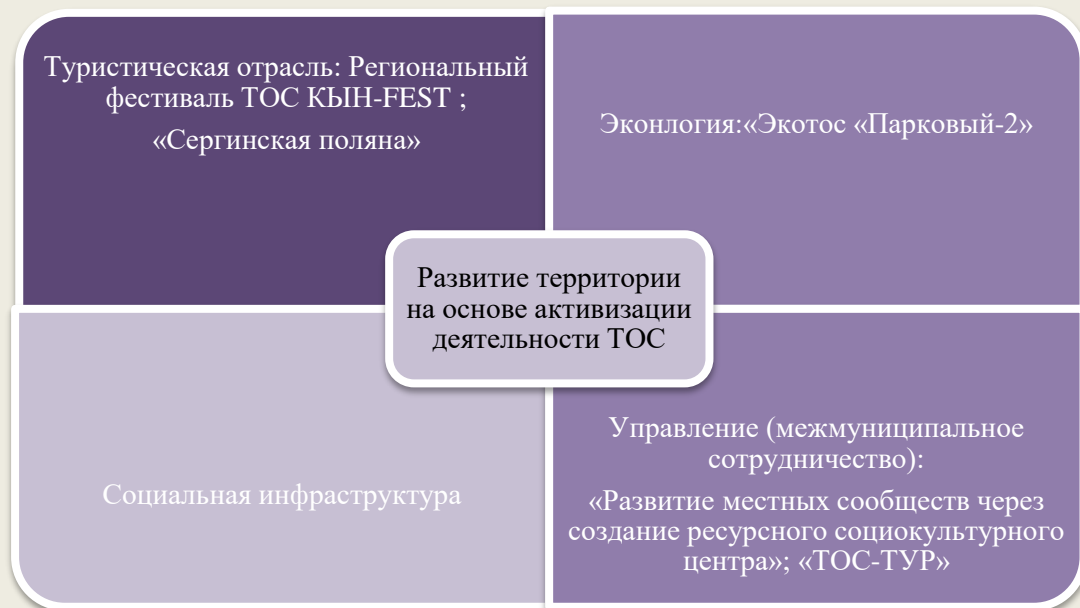 Туристическая отрасль: Региональный
фестиваль ТОС КЫН-FEST ;
«Сергинская поляна»
Эконлогия:«Экотос «Парковый-2»
Развитие территории
на основе активизации
деятельности ТОС
Социальная инфраструктура
Управление (межмуниципальное
сотрудничество):
«Развитие местных сообществ через
создание ресурсного социокультурного
центра»; «ТОС-ТУР»